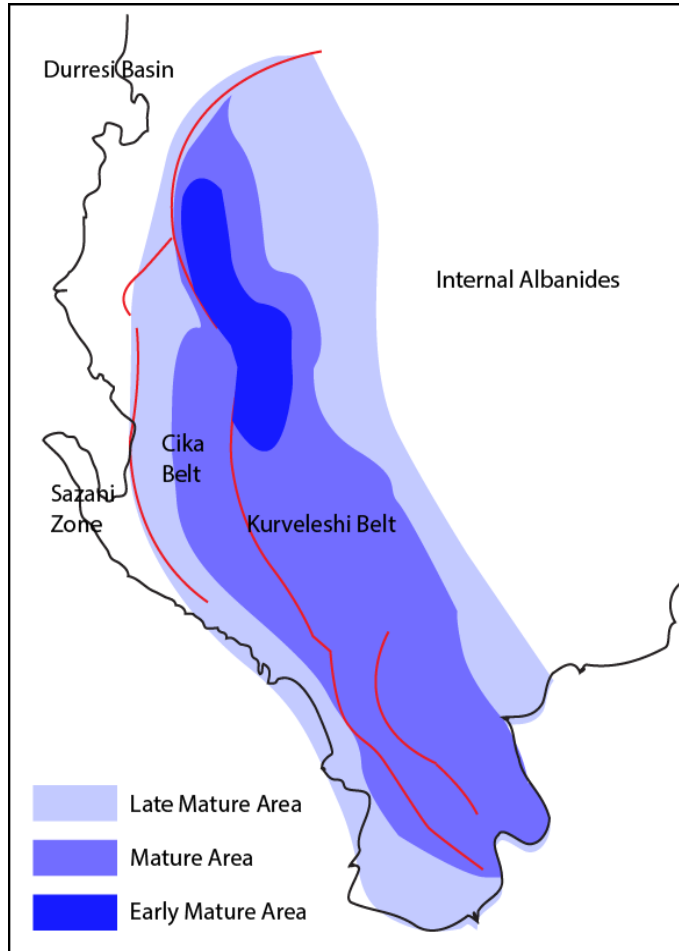 Durresi Basin
Internal Albanides
Cika
Belt
Sazani
Zone
Kurveleshi Belt
Late Mature Area
Mature Area
Early Mature Area